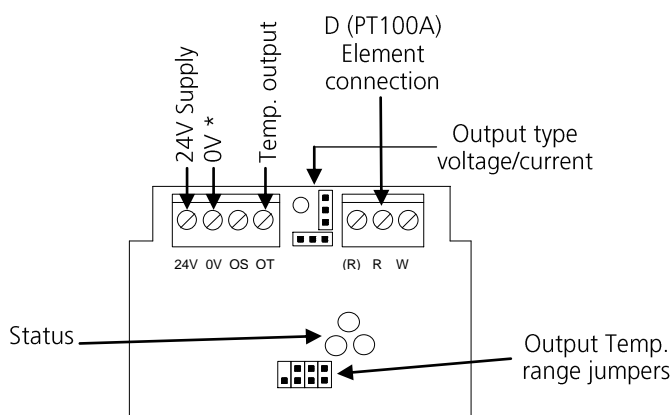 D (PT100A)
Element
connection
24V Supply
0V *
Temp. output
Output type
voltage/current
24V 0V OS OT
(R) R W
Status
Output Temp.
range jumpers